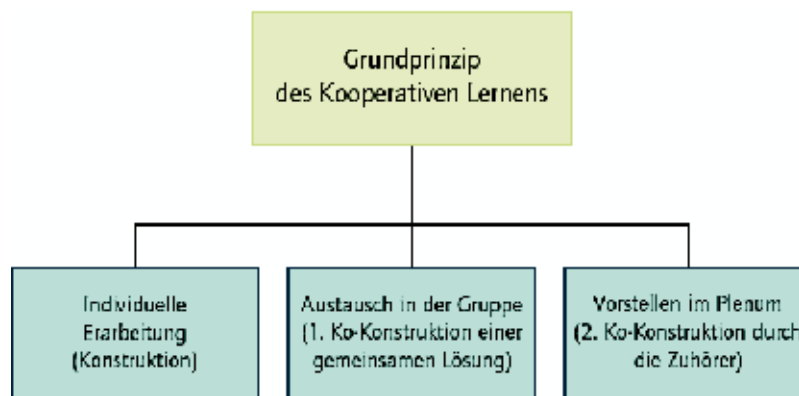 Grundprinzip
des Kooperativen Lernens
Individuelle
Erarbeitung
(Konstruktion)
Austausch in der Gruppe
(1. Ko-Konstruktion einer
gemeinsamen Lösung)
Vorstellen im Plenum
(2. Ko-Konstruktion durch
die Zuhörer)